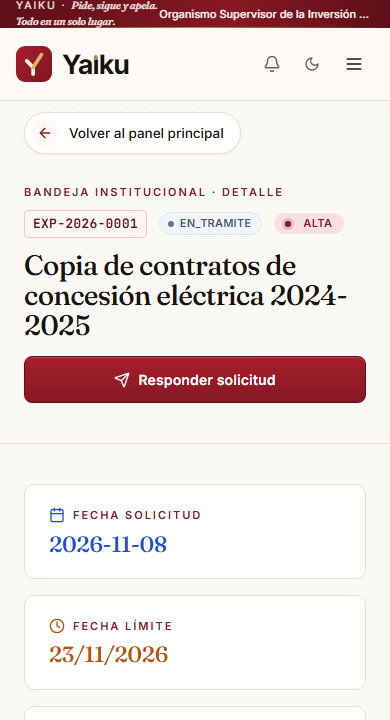 YAIKU · Pide, sigue y apela.
Todo en un solo lugar.
Organismo Supervisor de la Inversión ...
Yaiku
Volver al panel principal
BANDEJA INSTITUCIONAL · DETALLE
EXP-2026-0001
EN_TRAMITE
ALTA
Copia de contratos de
concesión eléctrica 2024-
2025
Responder solicitud
FECHA SOLICITUD
2026-11-08
FECHA LÍMITE
23/11/2026